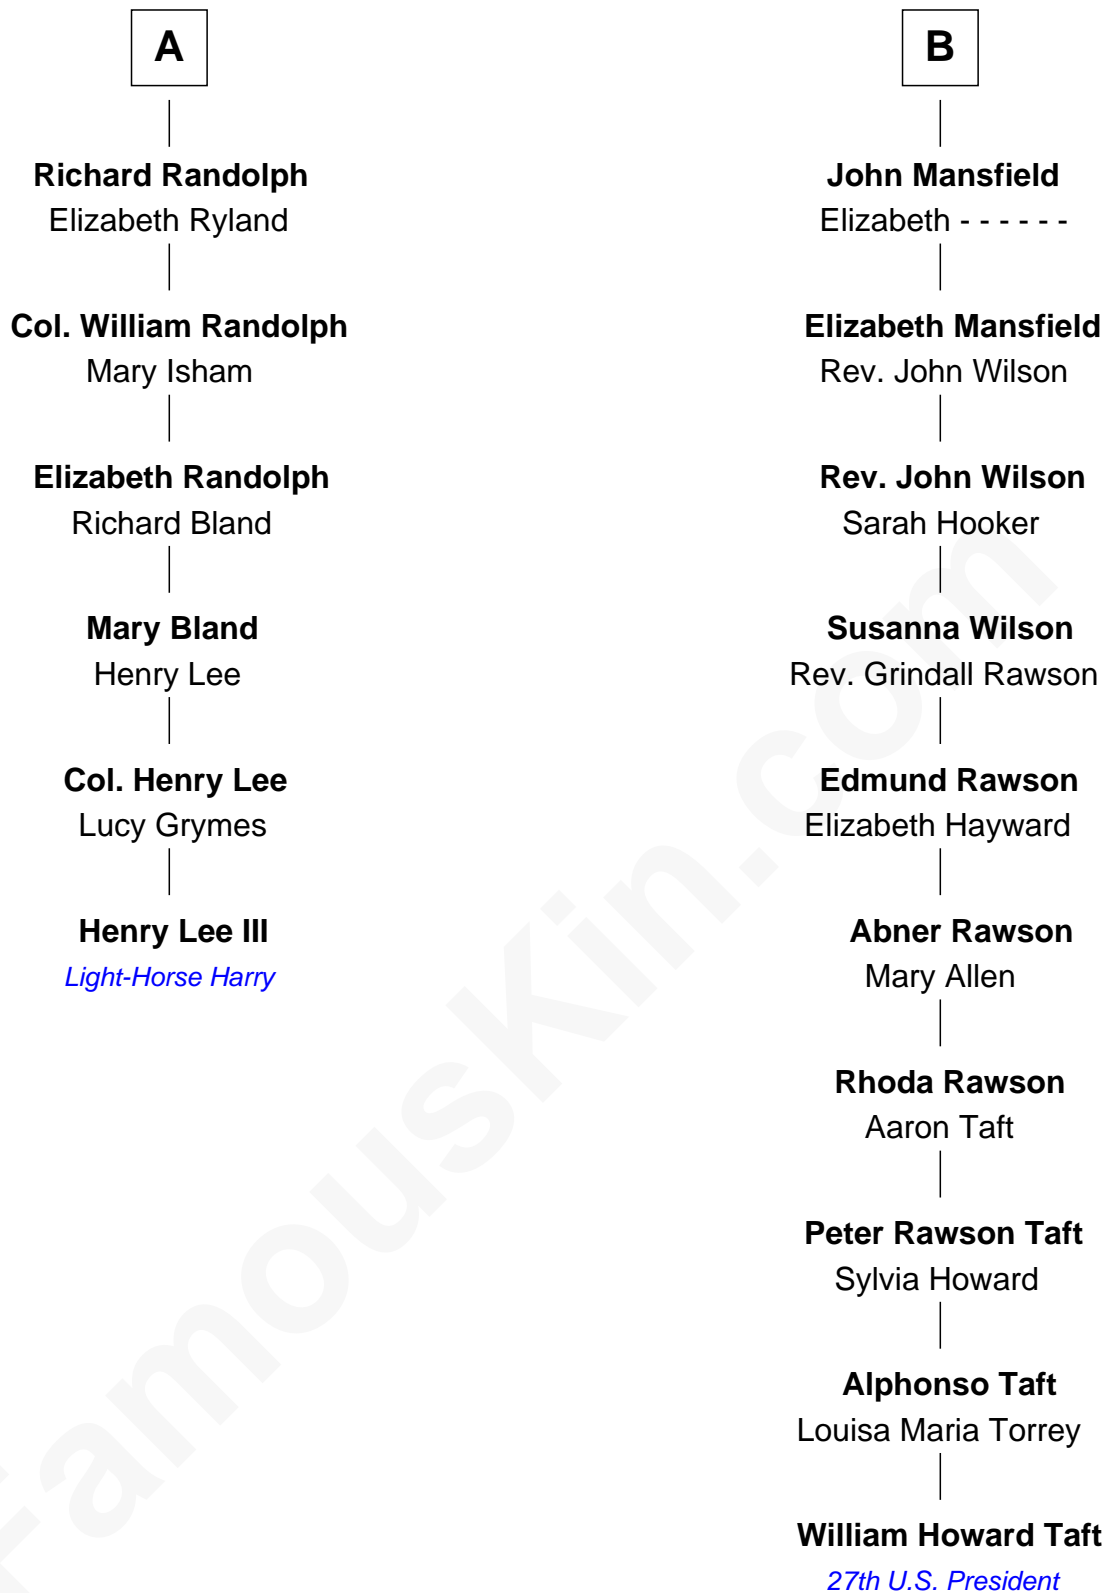 A
Richard Randolph
Elizabeth Ryland
Col. William Randolph
Mary Isham
Elizabeth Randolph
Richard Bland
Mary Bland
Henry Lee
Col. Henry Lee
Lucy Grymes
Henry Lee III
Light-Horse Harry
B
John Mansfield
Elizabeth - - - - - -
Elizabeth Mansfield
Rev. John Wilson
Rev. John Wilson
Sarah Hooker
Susanna Wilson
Rev. Grindall Rawson
Edmund Rawson
Elizabeth Hayward
Abner Rawson
Mary Allen
Rhoda Rawson
Aaron Taft
Peter Rawson Taft
Sylvia Howard
Alphonso Taft
Louisa Maria Torrey
William Howard Taft
27th U.S. President
FamousKin.com